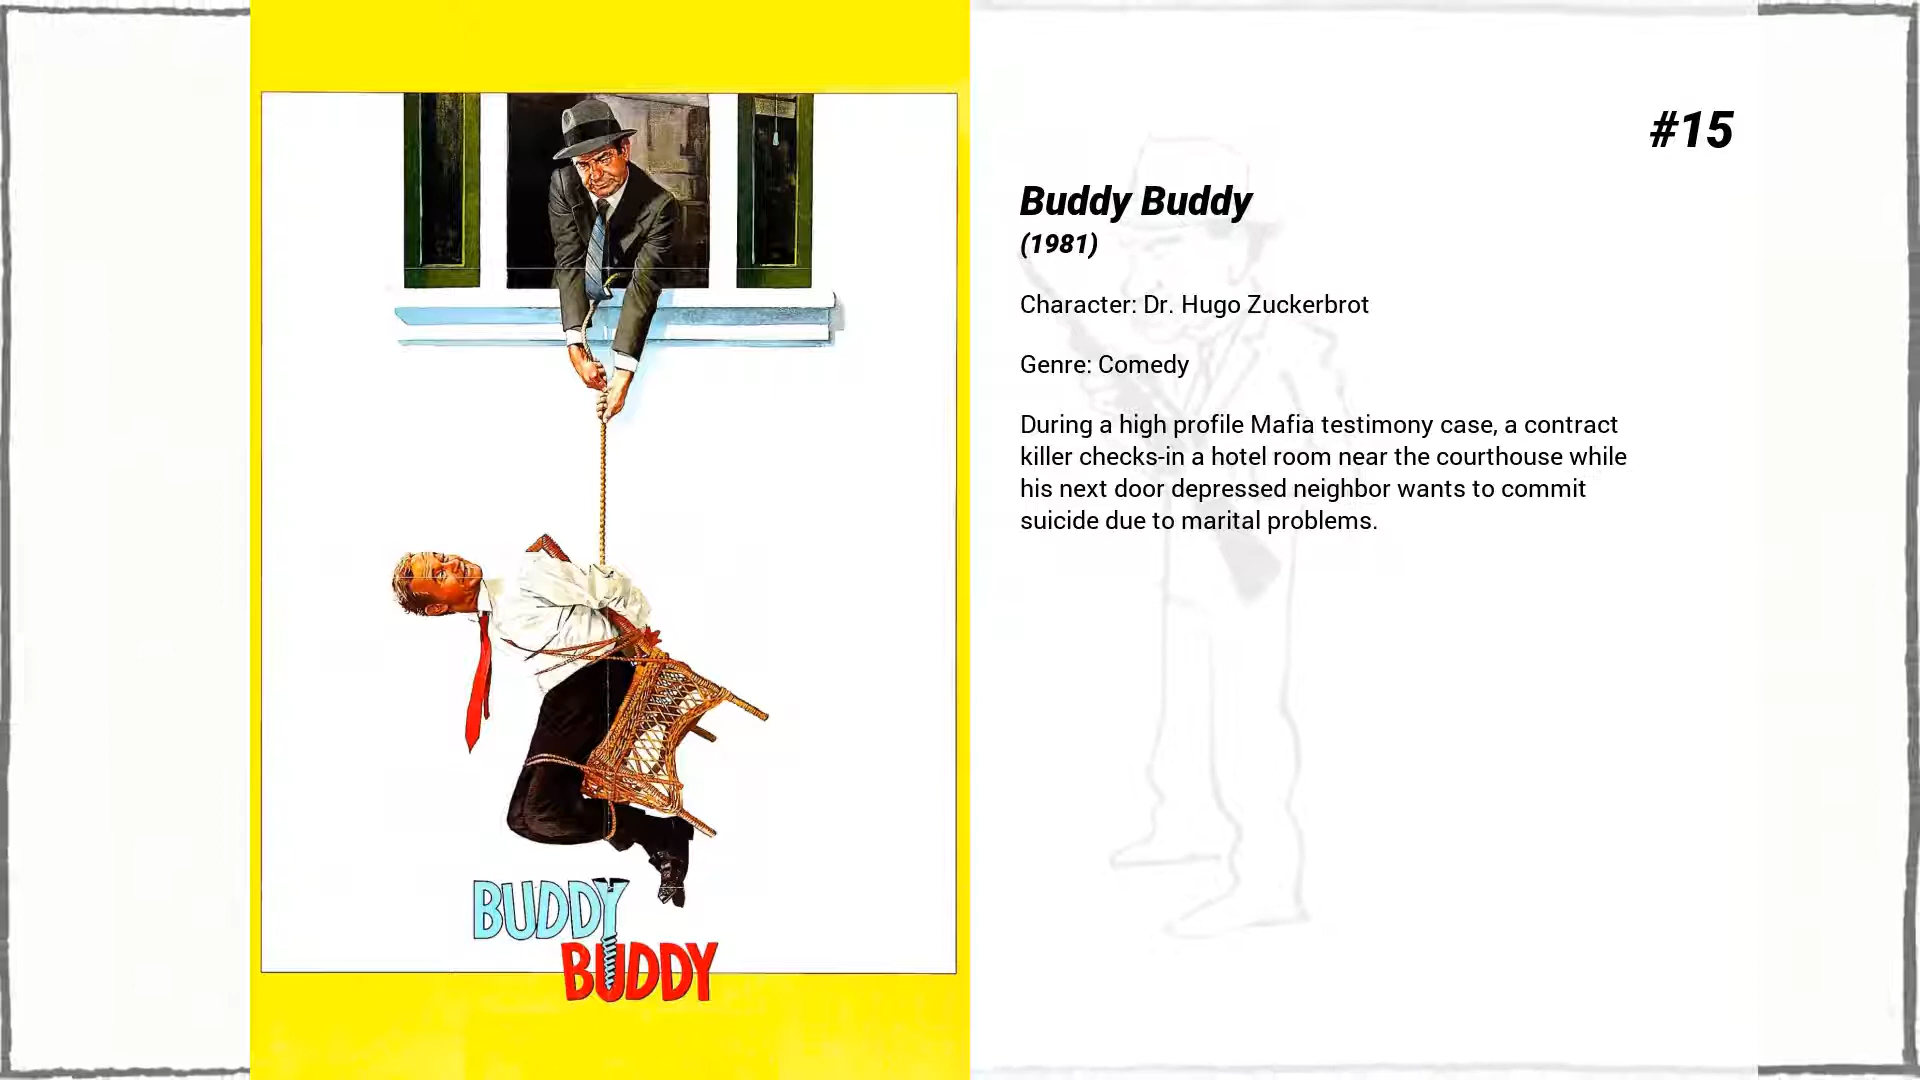 #15
Buddy Buddy
(1981)
Character: Dr. Hugo Zuckerbrot
Genre: Comedy
During a high profile Mafia testimony case, a contract
killer checks-in a hotel room near the courthouse while
his next door depressed neighbor wants to commit
suicide due to marital problems.
BUDDY
BUDDY